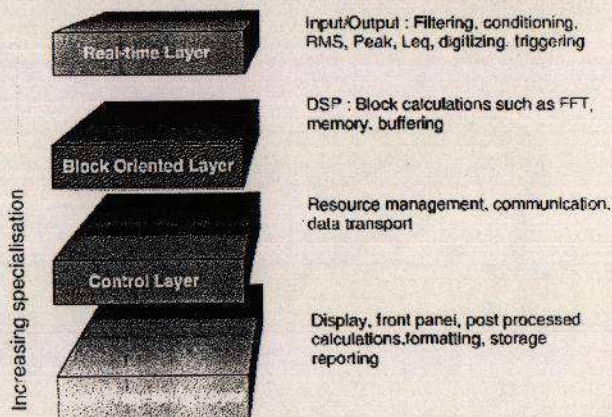 Input/Output : Filtering, conditioning,
RMS, Peak, Leq, digitizing, triggering
Real-time Layer
DSP : Block calculations such as FFT,
memory, buffering
Block Oriented Layer
Resource management, communication,
data transport
Control Layer
Display, front panel, post processed
calculations,formatting, storage
reporting
Increasing specialisation